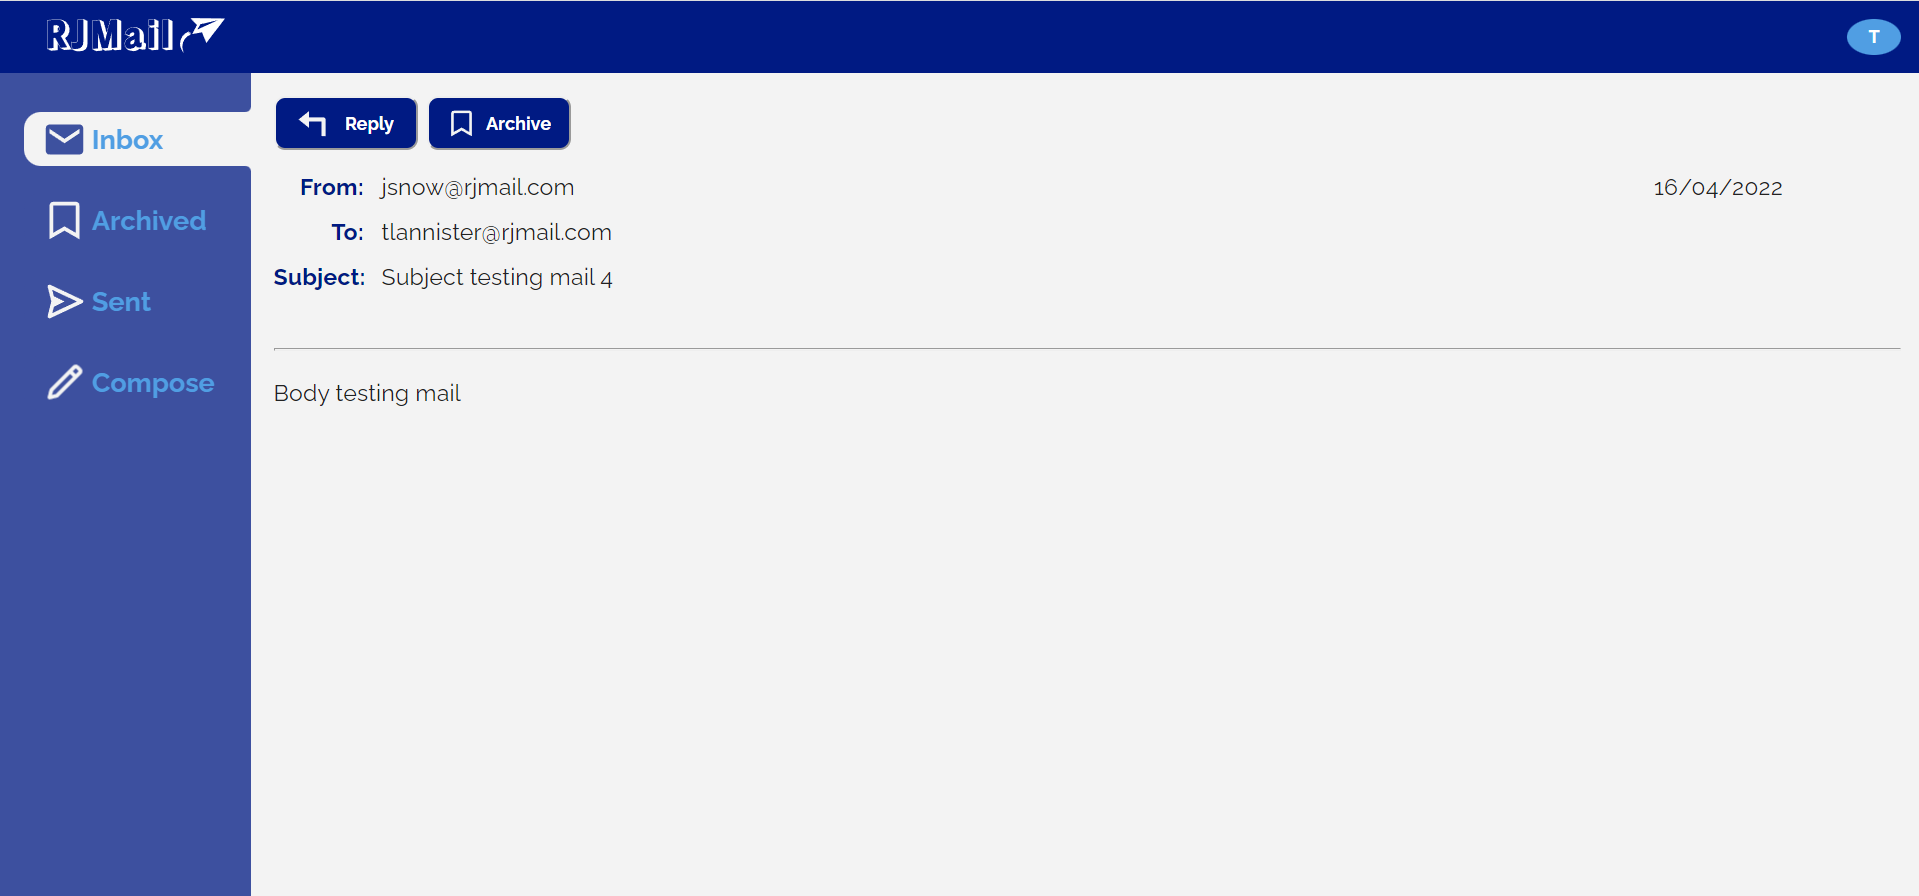 RJMail
T
Inbox
Archived
Sent
Compose
Reply Archive
From: jsnow@rjmail.com 16/04/2022
To: tlannister@rjmail.com
Subject: Subject testing mail 4
Body testing mail